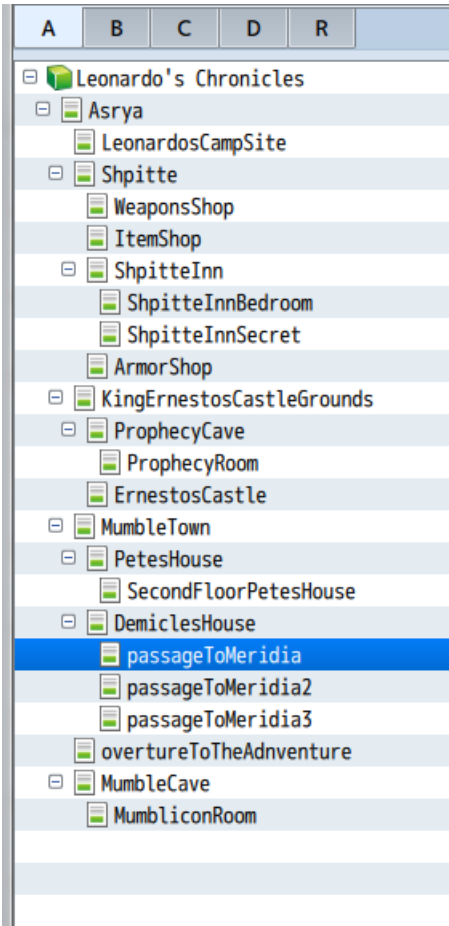 A B C D R
Leonardo's Chronicles
Asrya
LeonardosCampSite
Shpitte
WeaponsShop
ItemShop
ShpitteInn
ShpitteInnBedroom
ShpitteInnSecret
ArmorShop
KingErnestosCastleGrounds
ProphecyCave
ProphecyRoom
ErnestosCastle
MumbleTown
PetesHouse
SecondFloorPetesHouse
DemiclesHouse
passageToMeridia
passageToMeridia2
passageToMeridia3
overtureToTheAdnventure
MumbleCave
MumbliconRoom